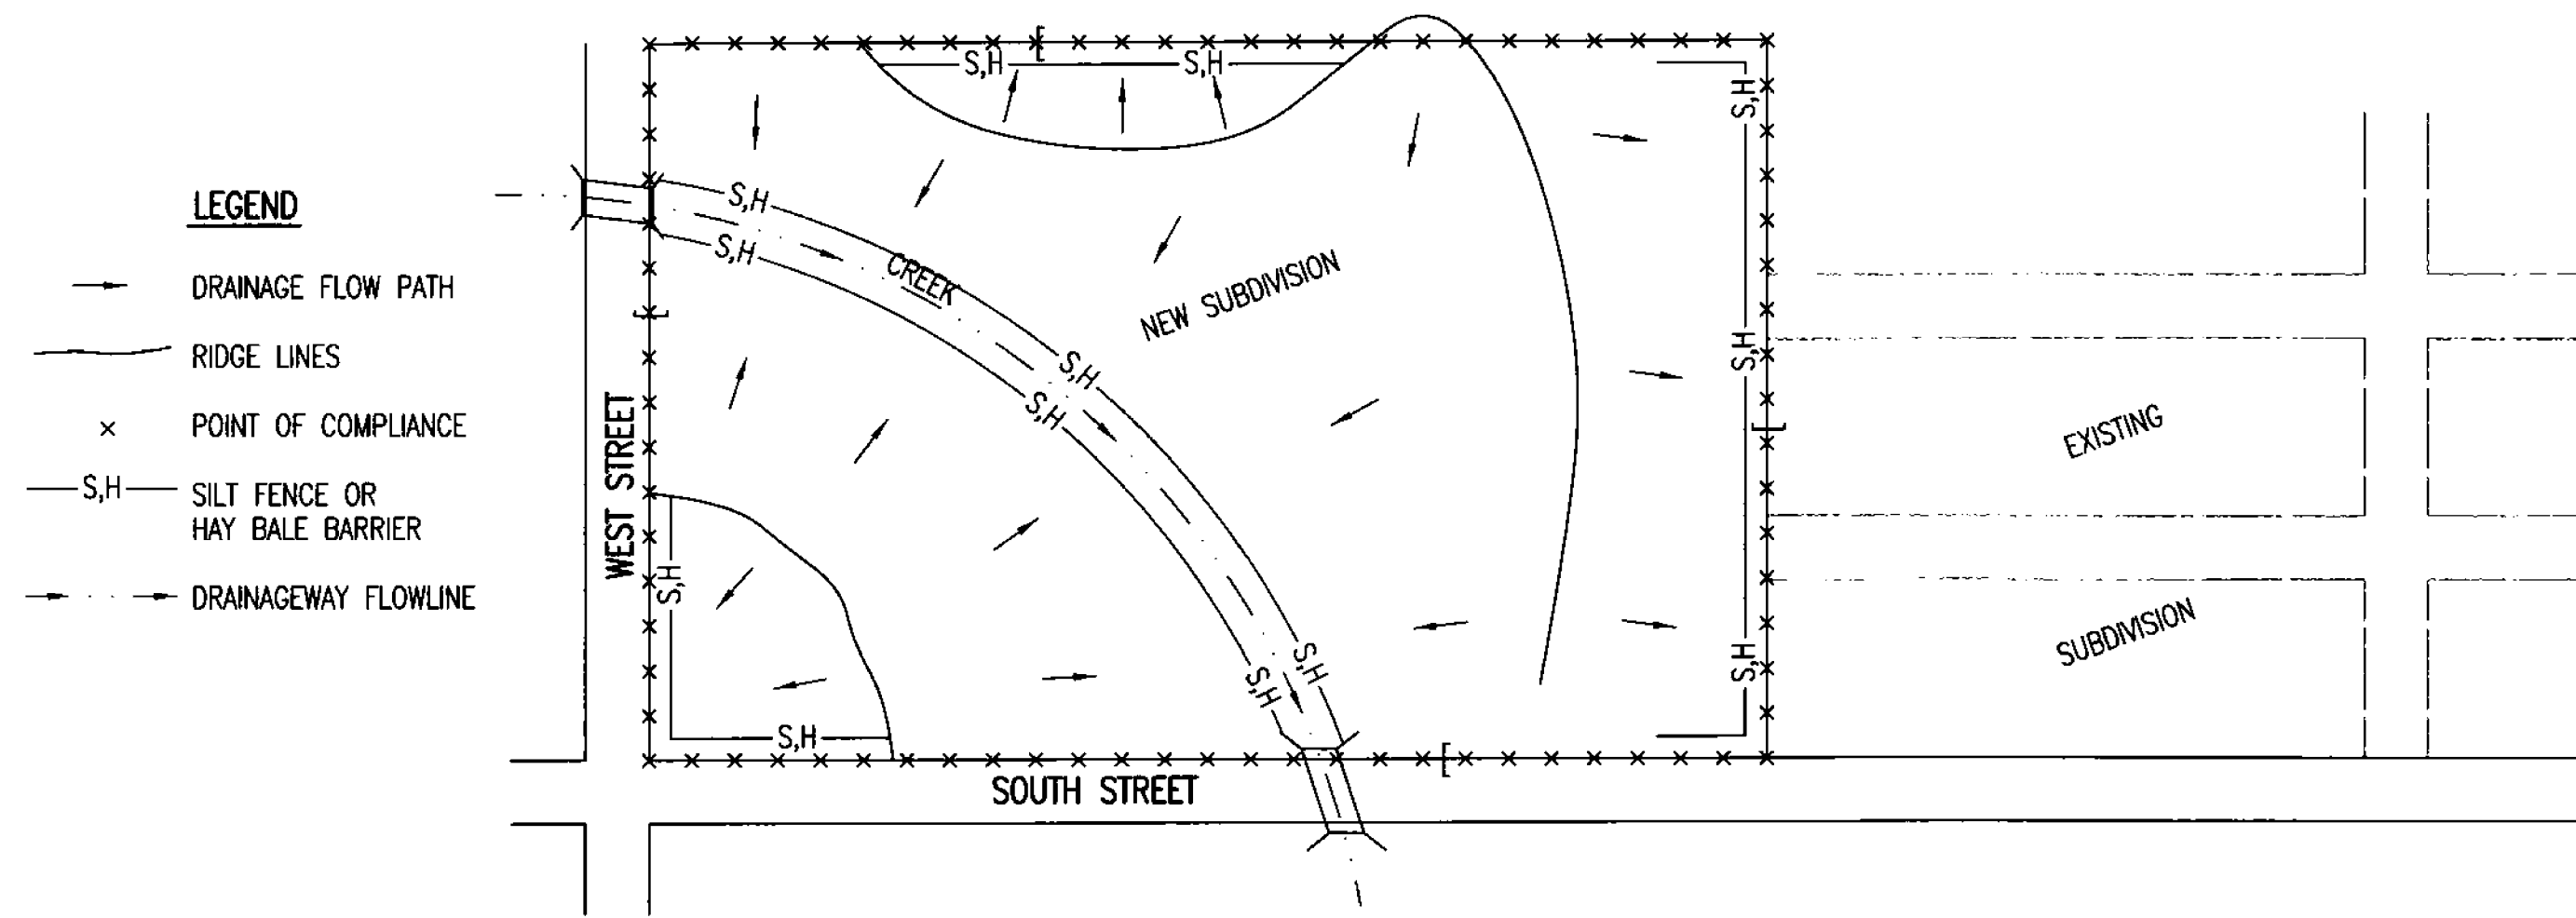 LEGEND
DRAINAGE FLOW PATH
RIDGE LINES
× POINT OF COMPLIANCE
S,H SILT FENCE OR
HAY BALE BARRIER
DRAINAGEWAY FLOWLINE
S,H
S,H
S,H
S,H
S,H
CREEK
NEW SUBDIVISION
S,H
S,H
S,H
WEST STREET
EXISTING
S,H
S,H
S,H
S,H
SUBDIVISION
S,H
SOUTH STREET